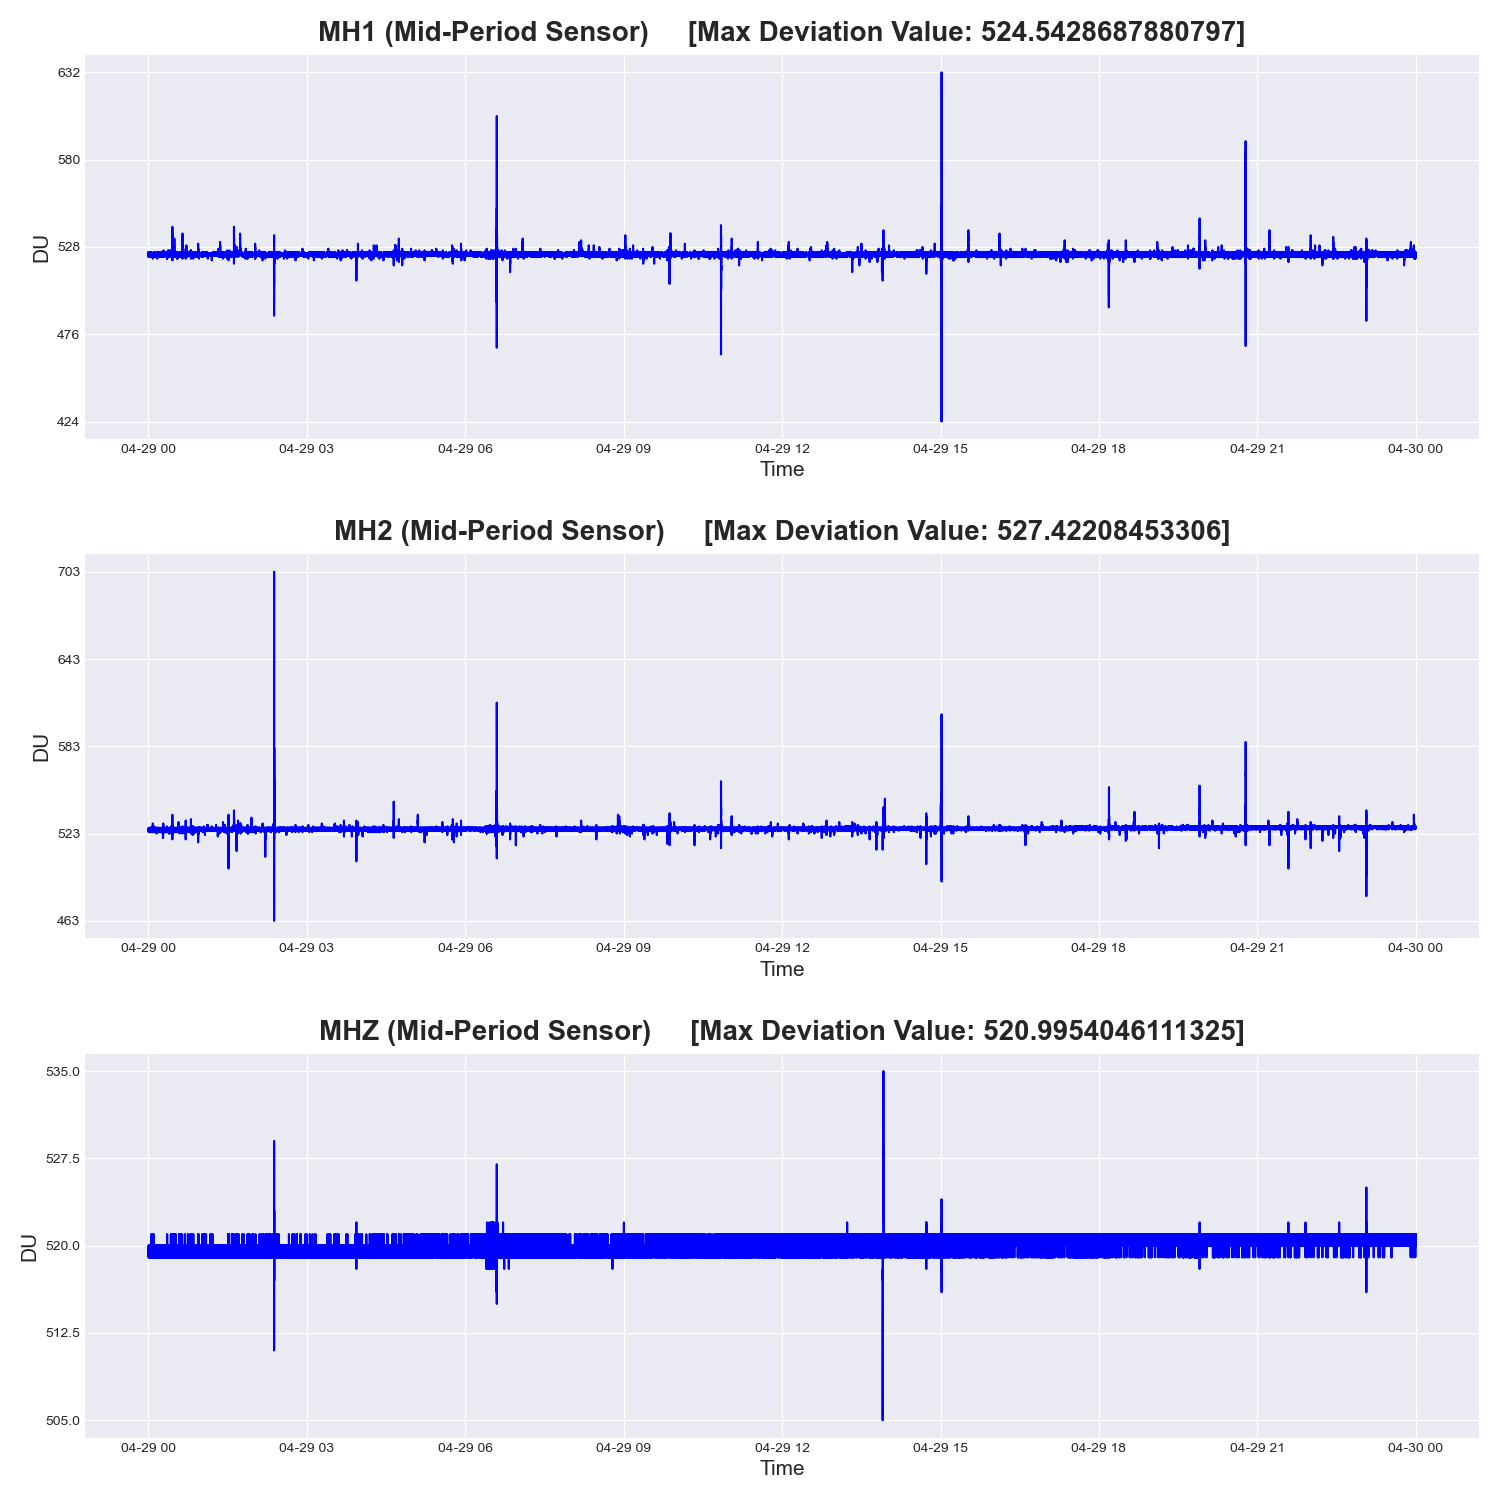 MH1 (Mid-Period Sensor) [Max Deviation Value: 524.5428687880797]
632
580
528
476
424
DU
04-29 00 04-29 03 04-29 06 04-29 09 04-29 12 04-29 15 04-29 18 04-29 21 04-30 00
Time
MH2 (Mid-Period Sensor) [Max Deviation Value: 527.42208453306]
703
643
583
523
463
DU
04-29 00 04-29 03 04-29 06 04-29 09 04-29 12 04-29 15 04-29 18 04-29 21 04-30 00
Time
MHZ (Mid-Period Sensor) [Max Deviation Value: 520.9954046111325]
535.0
527.5
520.0
512.5
505.0
DU
04-29 00 04-29 03 04-29 06 04-29 09 04-29 12 04-29 15 04-29 18 04-29 21 04-30 00
Time